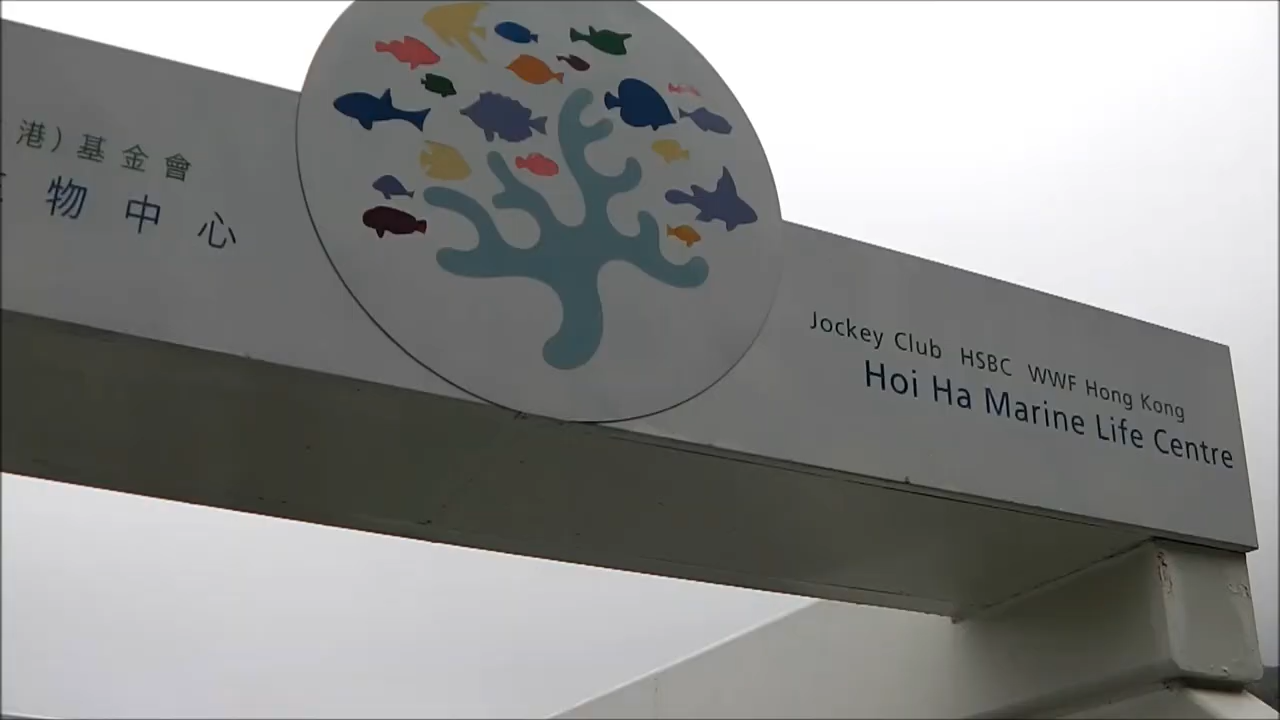 港)基金會
物中心
Jockey Club HSBC WWF Hong Kong
Hoi Ha Marine Life Centre